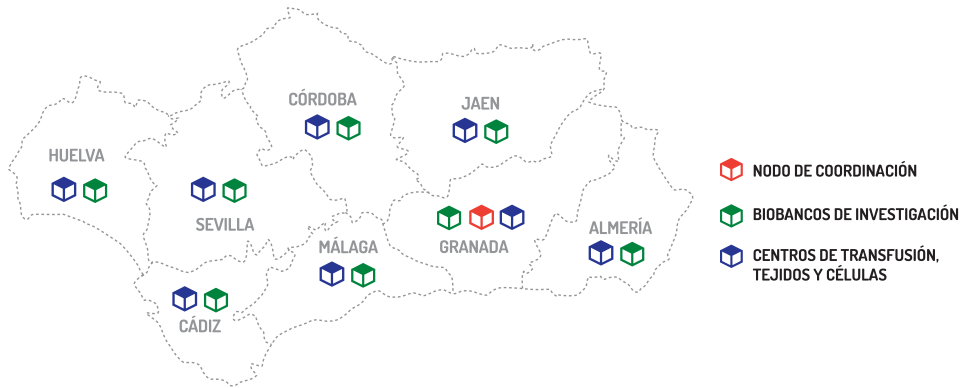 CÓRDOBA
JAEN
HUELVA
SEVILLA
MÁLAGA
GRANADA
ALMERÍA
CÁDIZ
NODO DE COORDINACIÓN
BIOBANCOS DE INVESTIGACIÓN
CENTROS DE TRANSFUSIÓN,
TEJIDOS Y CÉLULAS